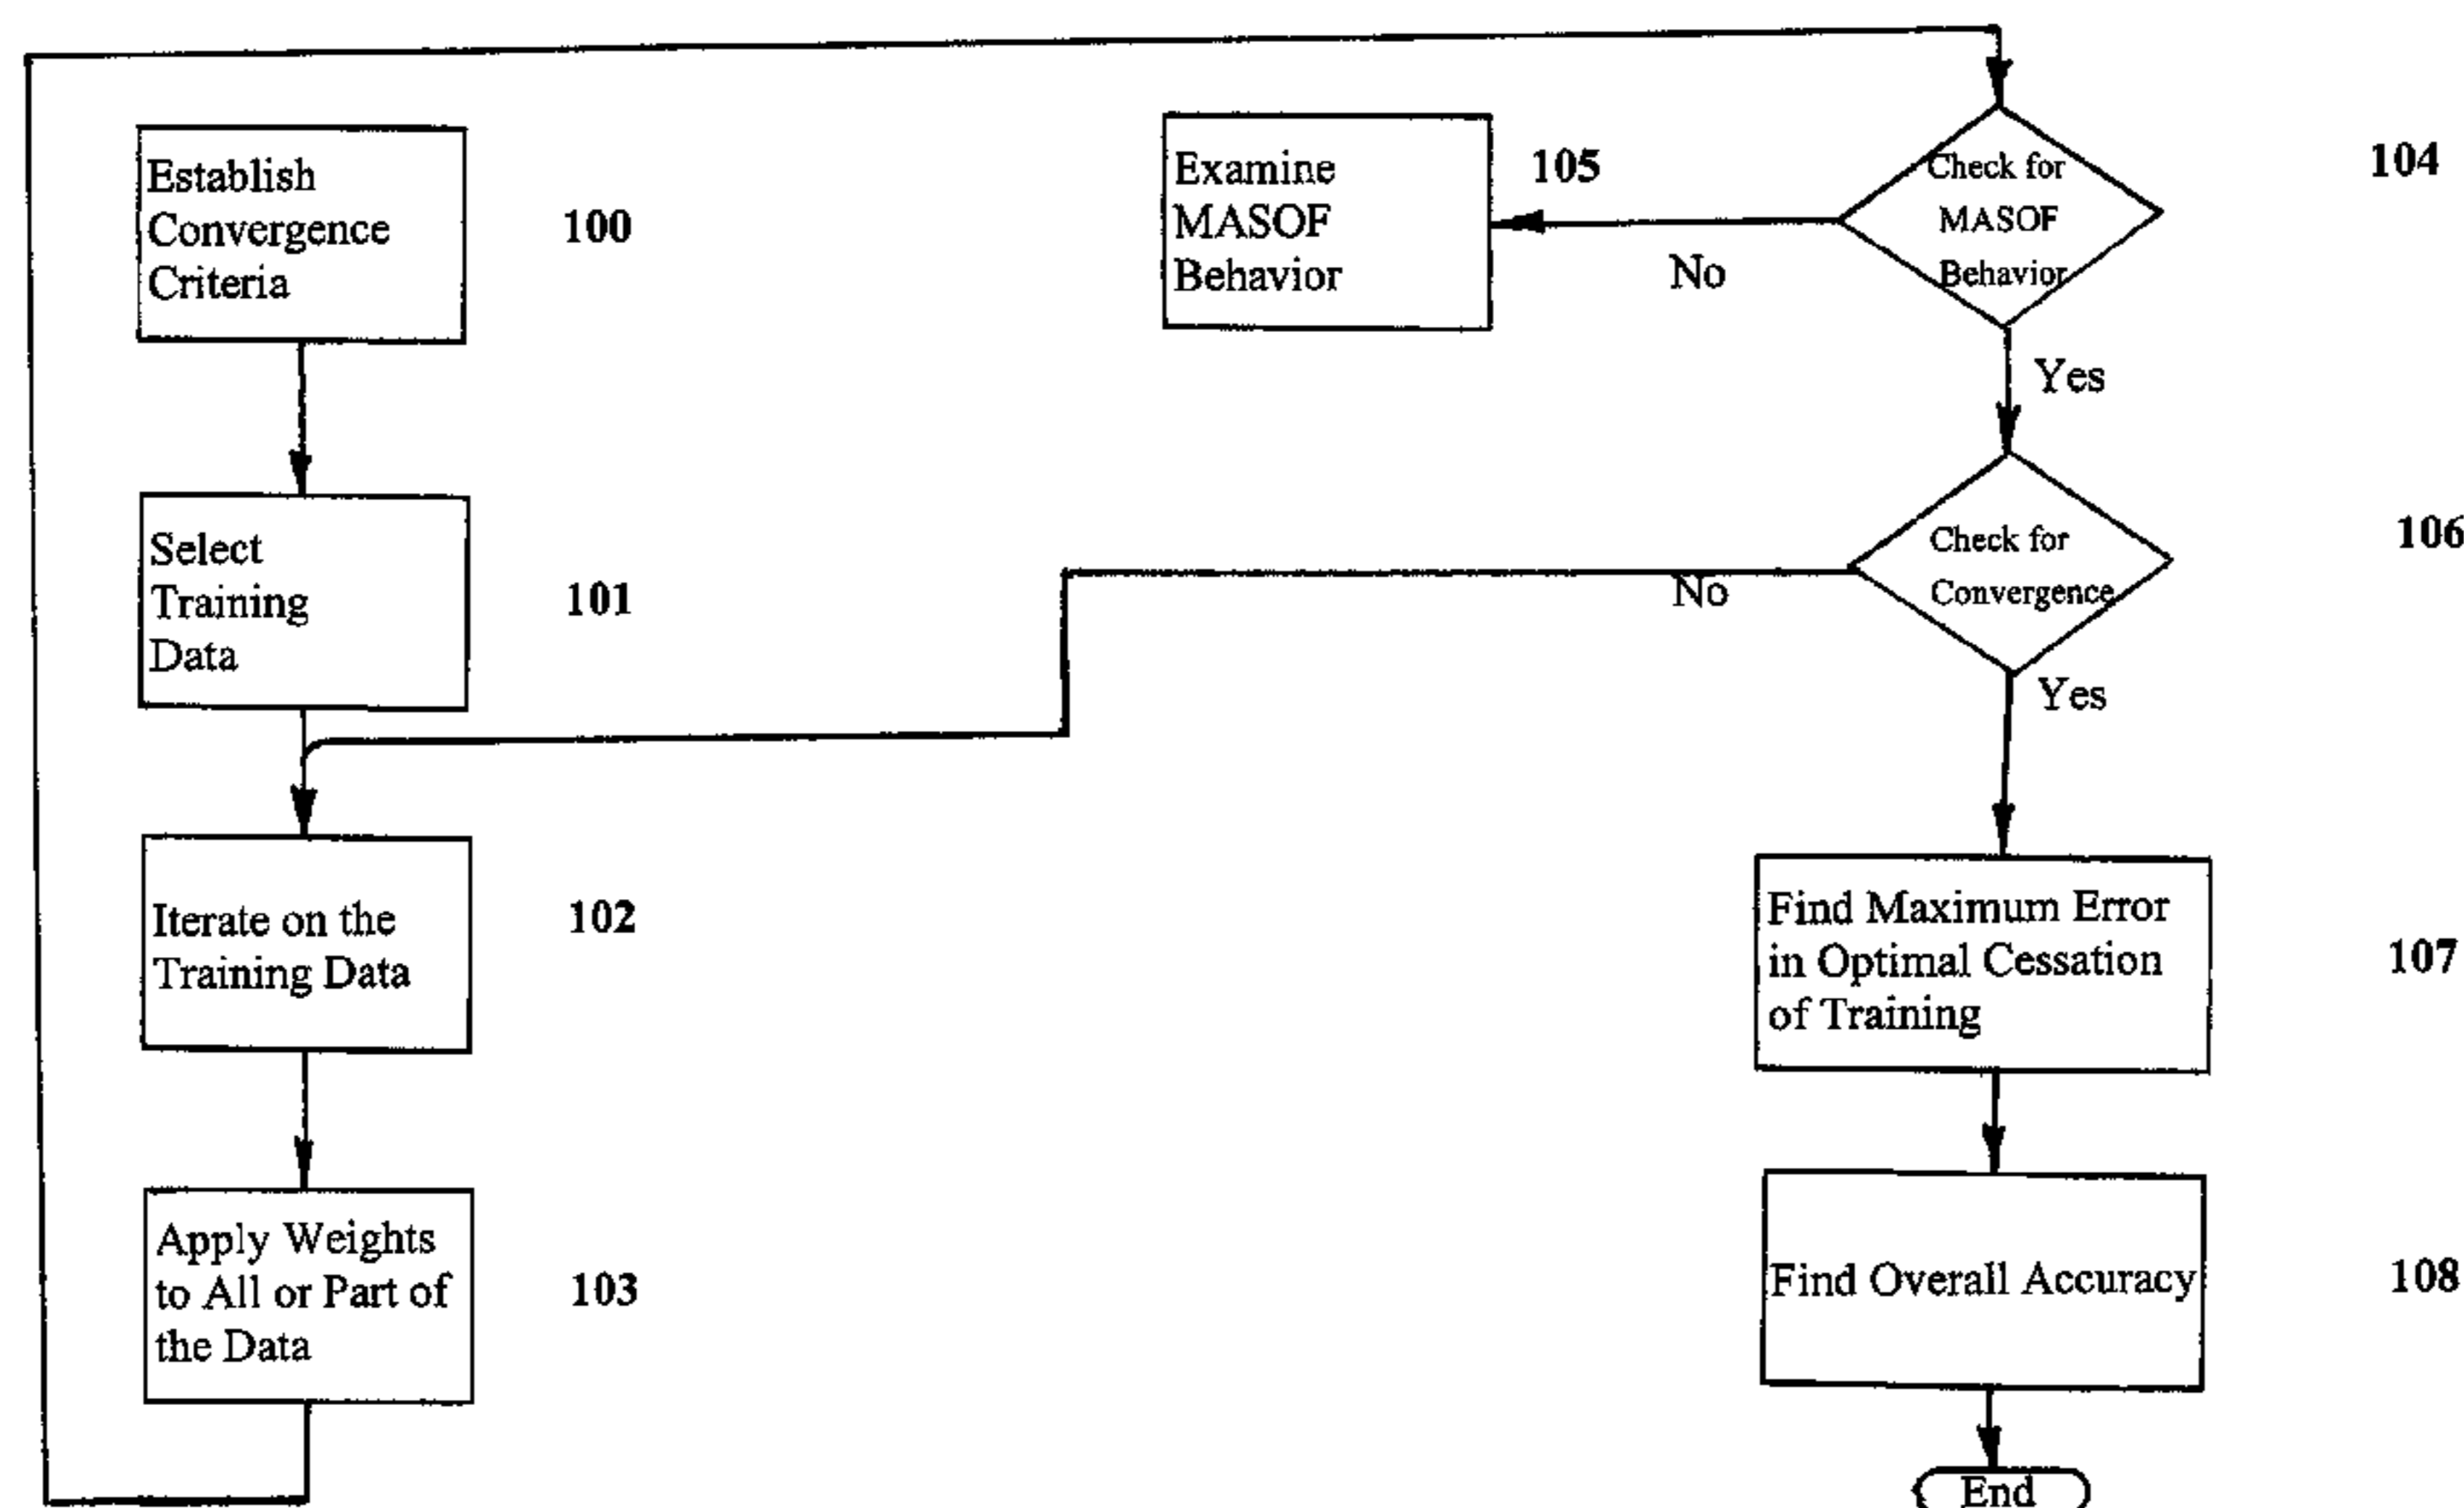 Establish
Convergence
Criteria
100
Select
Training
Data
101
Iterate on the
Training Data
102
Apply Weights
to All or Part of
the Data
103
Check for
MASOF
Behavior
104
No
Examine
MASOF
Behavior
105
Yes
Check for
Convergence
106
No
Yes
Find Maximum Error
in Optimal Cessation
of Training
107
Find Overall Accuracy
108
End